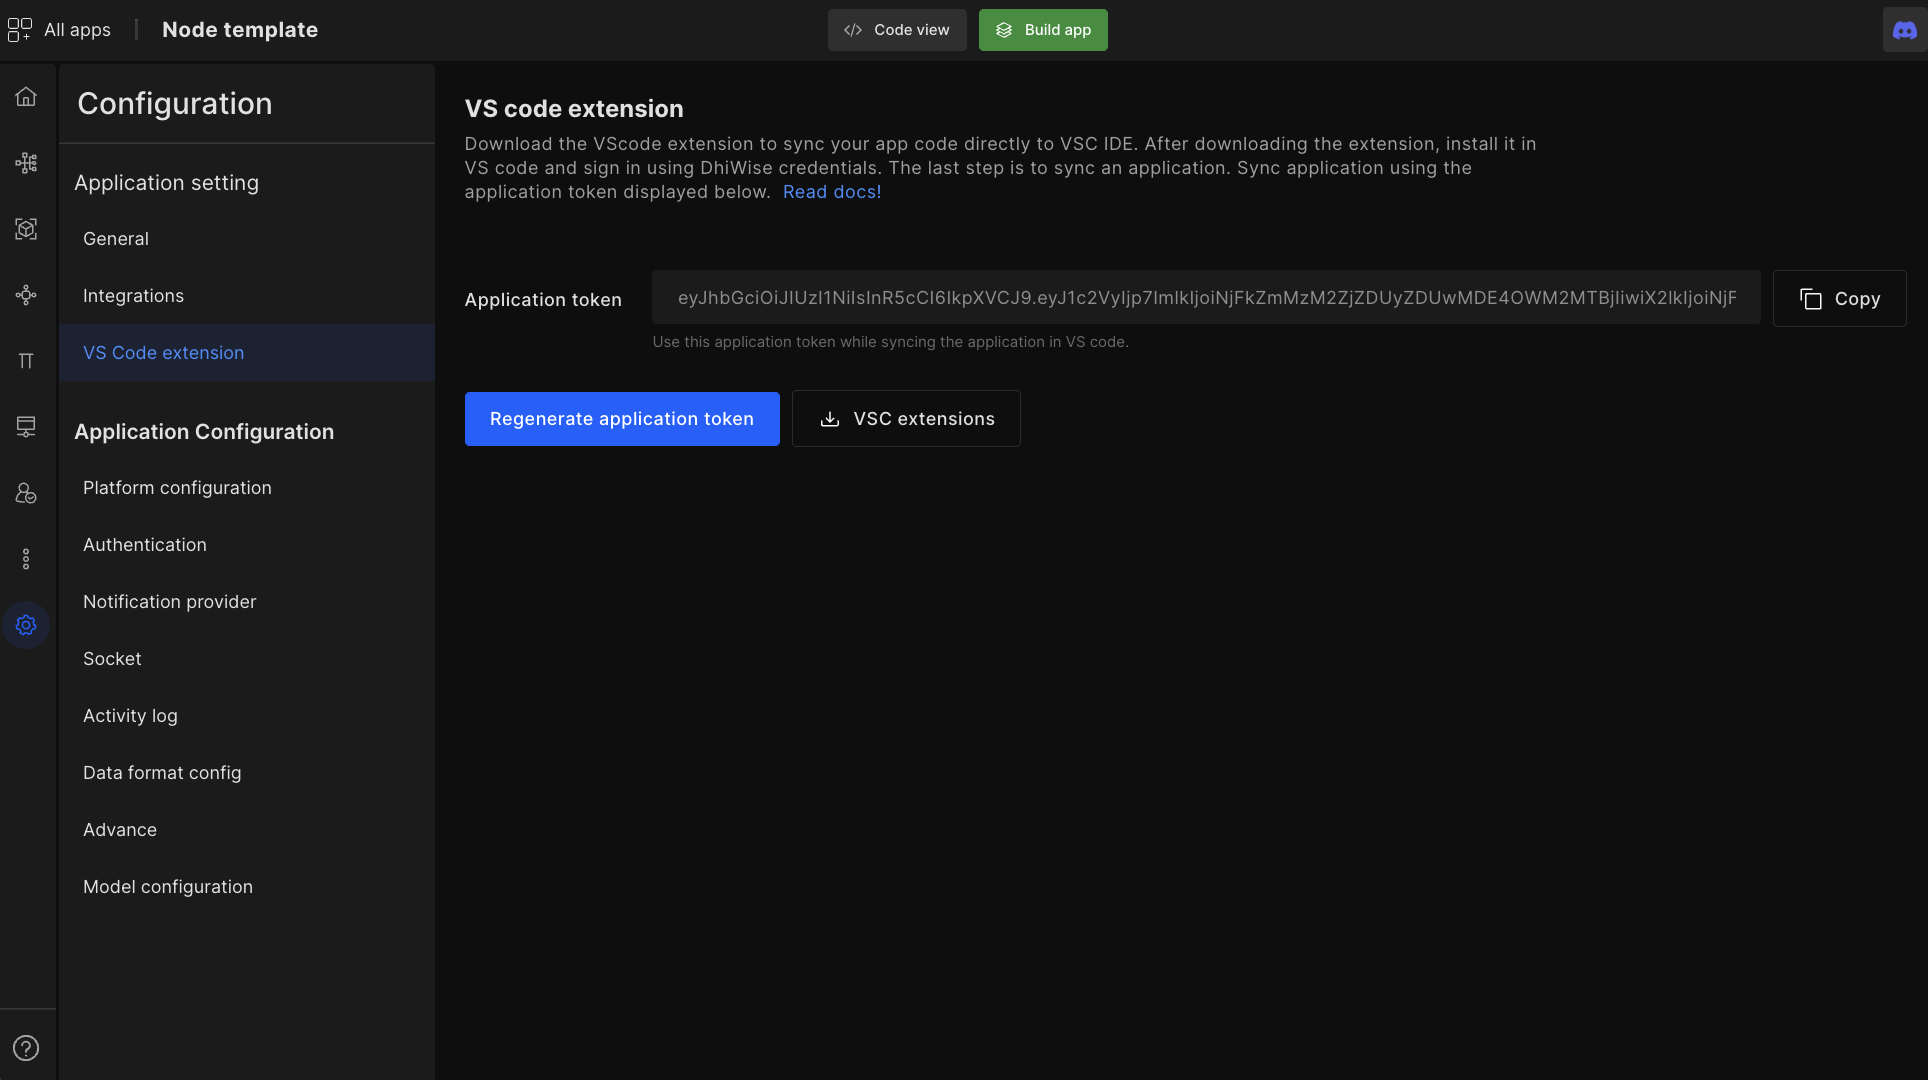 All apps
Node template
Code view
Build app
Configuration
Application setting
General
Integrations
VS Code extension
Application Configuration
Platform configuration
Authentication
Notification provider
Socket
Activity log
Data format config
Advance
Model configuration
VS code extension
Download the VScode extension to sync your app code directly to VSC IDE. After downloading the extension, install it in
VS code and sign in using DhiWise credentials. The last step is to sync an application. Sync application using the
application token displayed below. Read docs!
Application token
eyJhbGciOiJIUzI1NiIsInR5cCI6IkpXVCJ9.eyJ1c2VyIjp7ImlkIjoiNjFkZmMzM2ZjZDUyZDUwMDE4OWM2MTBjIiwiX2lkIjoiNjF
Copy
Use this application token while syncing the application in VS code.
Regenerate application token
VSC extensions